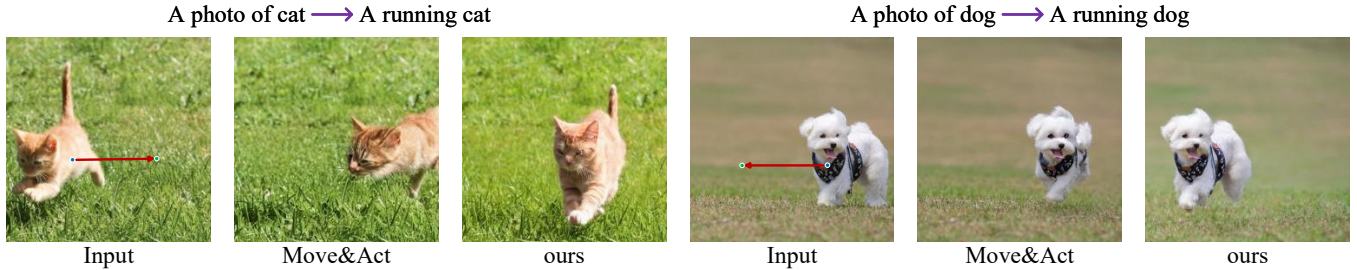 A photo of cat → A running cat
A photo of dog → A running dog
Input
Move&Act
ours
Input
Move&Act
ours